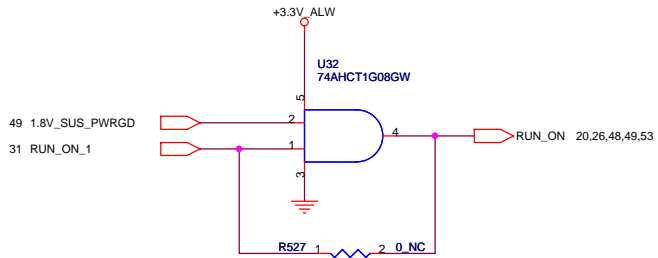 +3.3V_ALW
U32
74AHCT1G08GW
5
49 1.8V_SUS_PWRGD 2
4 RUN_ON 20,26,48,49,53
31 RUN_ON_1 1
3
R527 1 2 0_NC